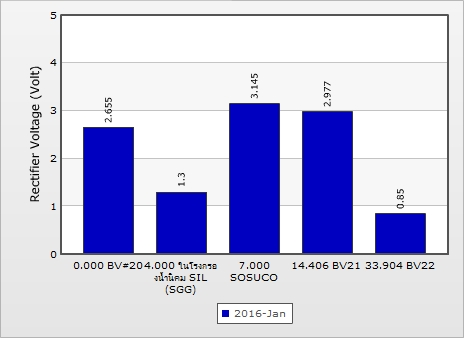 5
4
3
2
1
0
Rectifier Voltage (Volt)
2.655
1.3
3.145
2.977
0.85
0.000 BV#20
4.000 ในโรงกรอ
งน้ำนิคม SIL
(SGG)
7.000
SOSUCO
14.406 BV21
33.904 BV22
2016-Jan